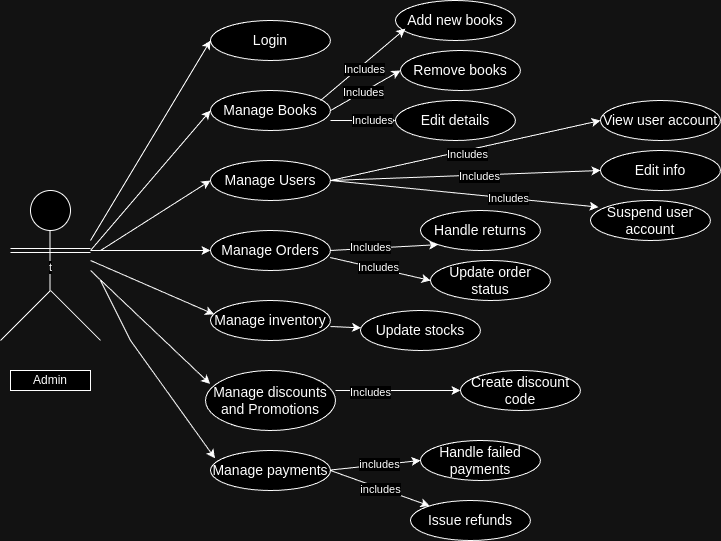 Add new books
Login
Includes
Remove books
Includes
Manage Books
Includes
Edit details
View user account
Includes
Manage Users
Includes
Edit info
Includes
Suspend user
account
Handle returns
Manage Orders
Includes
t
Includes
Update order
status
Manage inventory
Update stocks
Admin
Manage discounts
and Promotions
Includes
Create discount
code
Handle failed
payments
Manage payments
includes
includes
Issue refunds